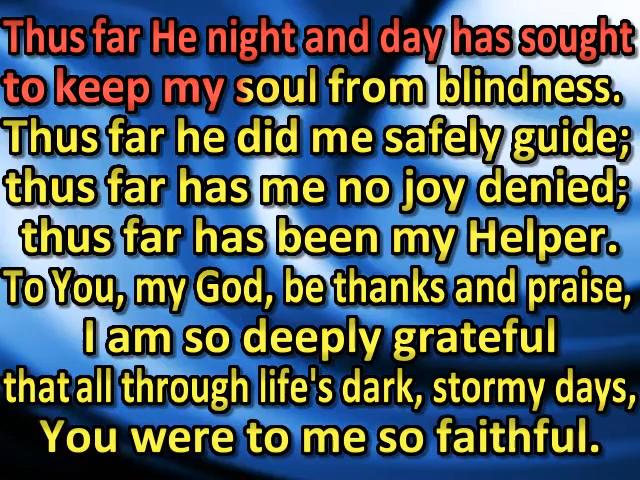 Thus far He night and day has sought
to keep my soul from blindness.
Thus far he did me safely guide;
thus far has me no joy denied;
thus far has been my Helper.
To You, my God, be thanks and praise,
I am so deeply grateful
that all through life's dark, stormy days,
You were to me so faithful.